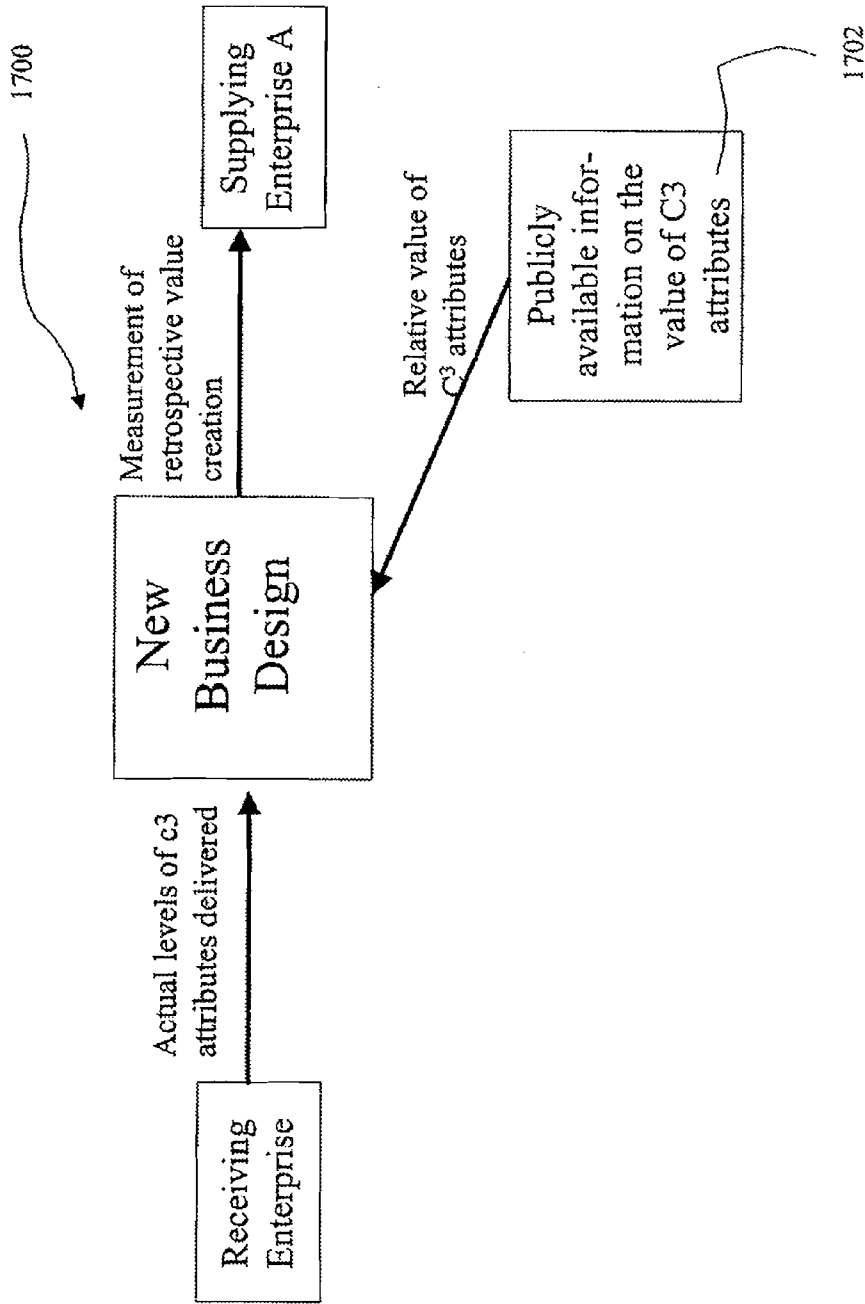 1700
Receiving
Enterprise
Actual levels of c3
attributes delivered
New
Business
Design
Measurement of
retrospective value
creation
Supplying
Enterprise A
Relative value of
C³ attributes
Publicly
available infor-
mation on the
value of C3
attributes
1702